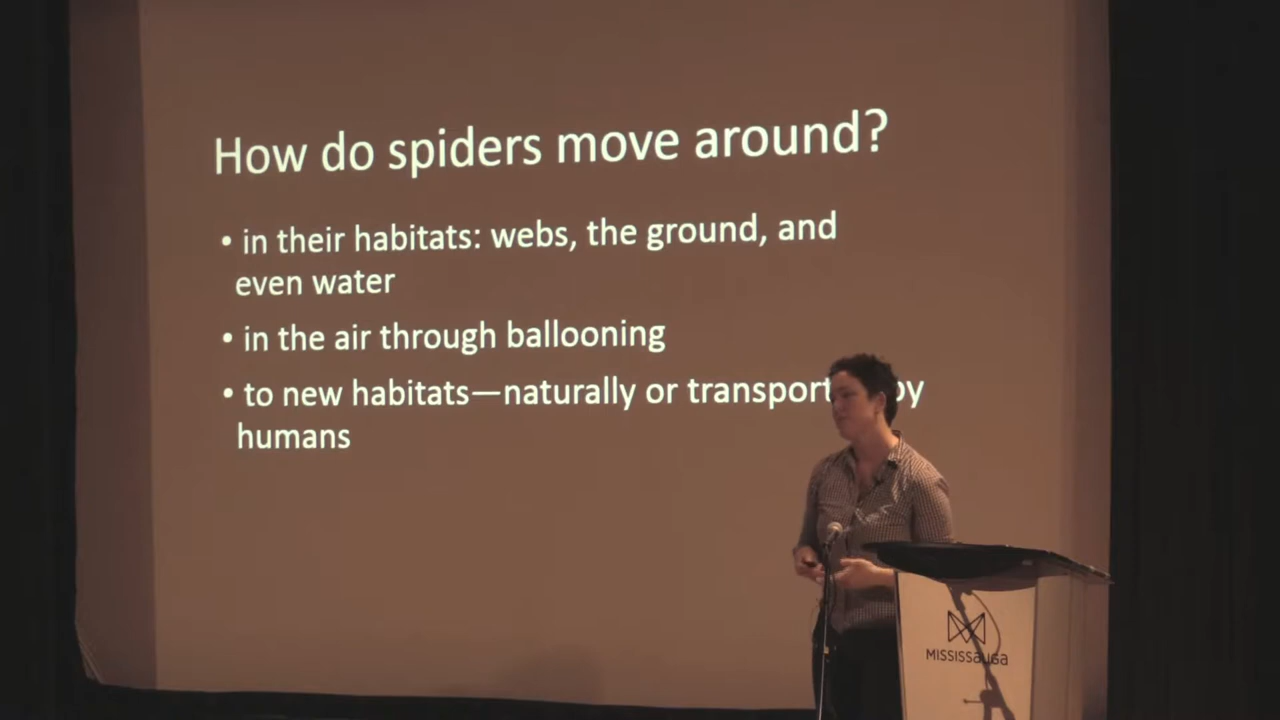 How do spiders move around?
• in their habitats: webs, the ground, and
even water
• in the air through ballooning
• to new habitats—naturally or transport by
humans
MISSISSAUGA